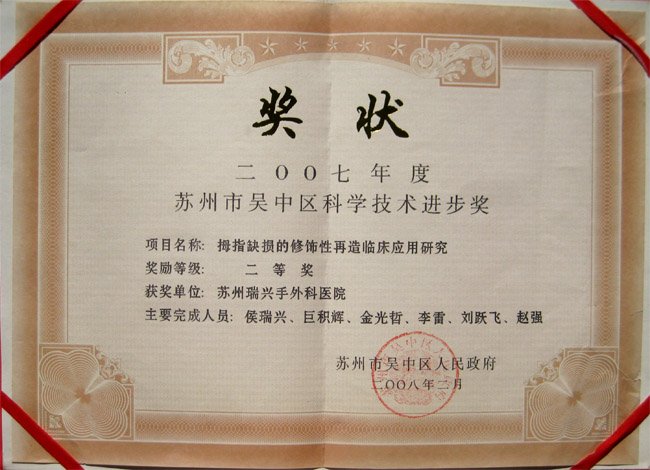 奖状
二〇〇七年度
苏州市吴中区科学技术进步奖
项目名称: 拇指缺损的修饰性再造临床应用研究
奖励等级: 二等奖
获奖单位: 苏州瑞兴手外科医院
主要完成人员: 侯瑞兴、巨积辉、金光哲、李雷、刘跃飞、赵强
苏州市吴中区人民政府
二〇〇八年二月